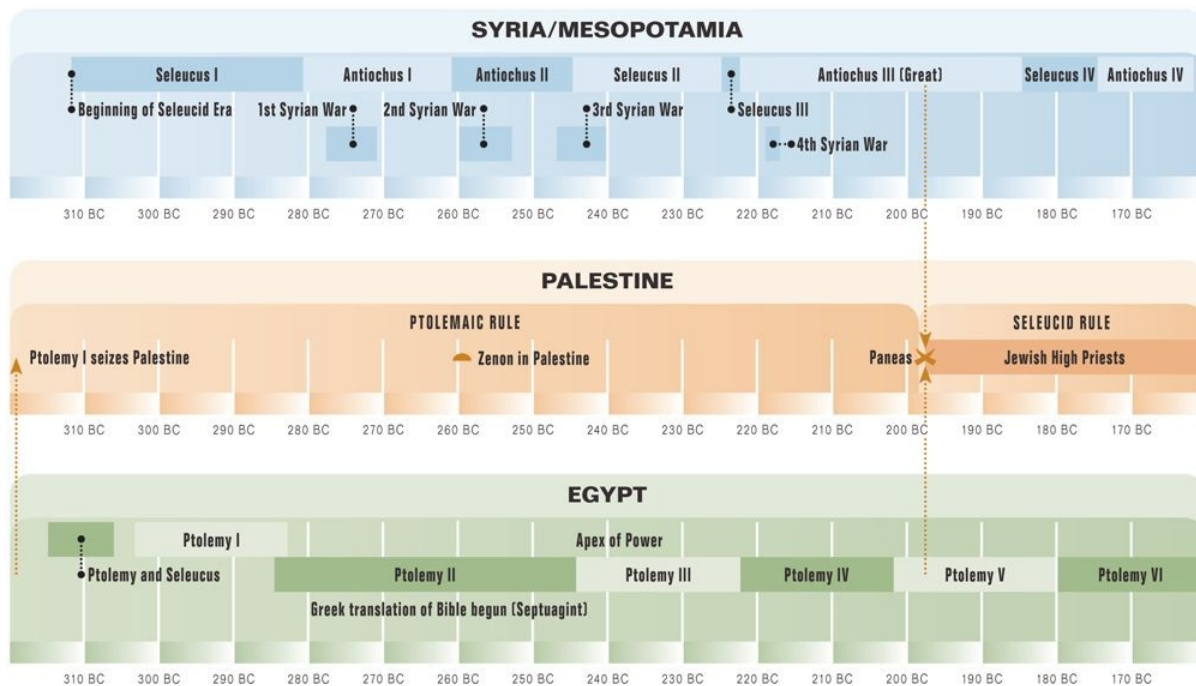 SYRIA/MESOPOTAMIA
Seleucus I
Antiochus I
Antiochus II
Seleucus II
Antiochus III (Great)
Seleucus IV
Antiochus IV
Beginning of Seleucid Era
1st Syrian War
2nd Syrian War
3rd Syrian War
Seleucus III
4th Syrian War
310 BC 300 BC 290 BC 280 BC 270 BC 260 BC 250 BC 240 BC 230 BC 220 BC 210 BC 200 BC 190 BC 180 BC 170 BC
PALESTINE
PTOLEMAIC RULE
SELEUCID RULE
Ptolemy I seizes Palestine
Zenon in Palestine
Paneas
Jewish High Priests
310 BC 300 BC 290 BC 280 BC 270 BC 260 BC 250 BC 240 BC 230 BC 220 BC 210 BC 200 BC 190 BC 180 BC 170 BC
EGYPT
Ptolemy I
Apex of Power
Ptolemy and Seleucus
Ptolemy II
Ptolemy III
Ptolemy IV
Ptolemy V
Ptolemy VI
Greek translation of Bible begun (Septuagint)
310 BC 300 BC 290 BC 280 BC 270 BC 260 BC 250 BC 240 BC 230 BC 220 BC 210 BC 200 BC 190 BC 180 BC 170 BC